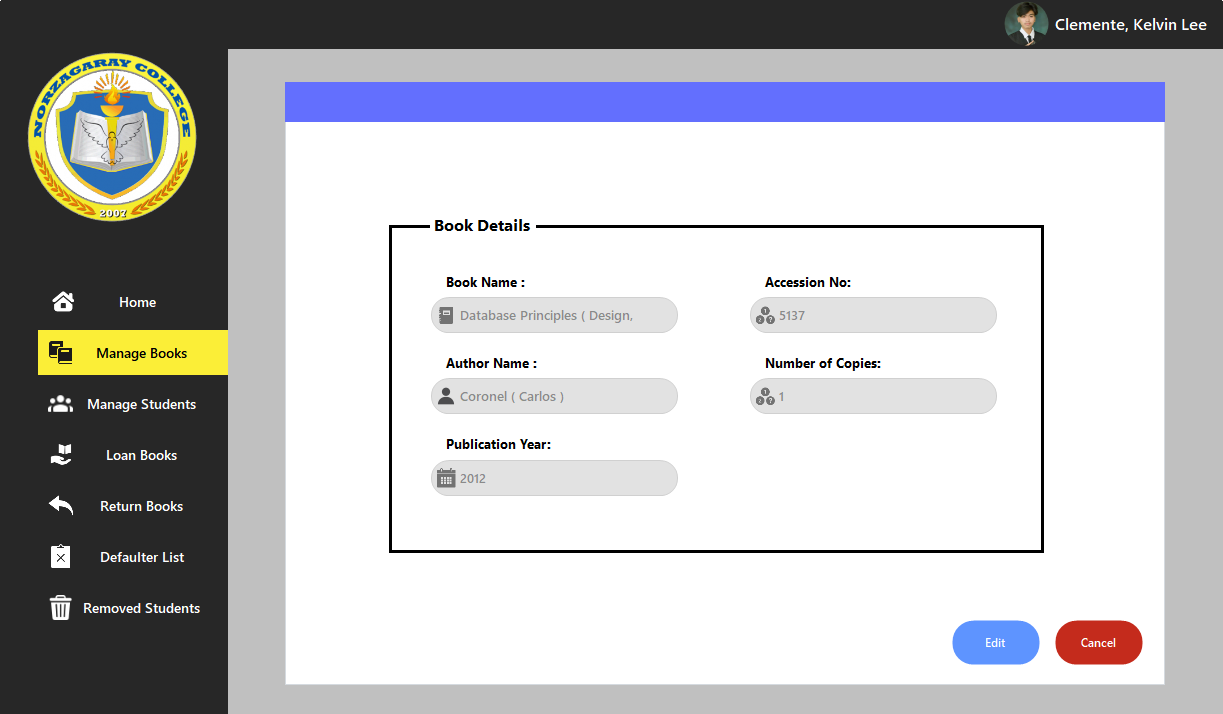 Clemente, Kelvin Lee
NORZAGARAY COLLEGE
2007
Home
Manage Books
Manage Students
Loan Books
Return Books
Defaulter List
Removed Students
Book Details
Book Name :
Accession No:
Database Principles ( Design,
5137
Author Name :
Number of Copies:
Coronel ( Carlos )
1
Publication Year:
2012
Edit
Cancel